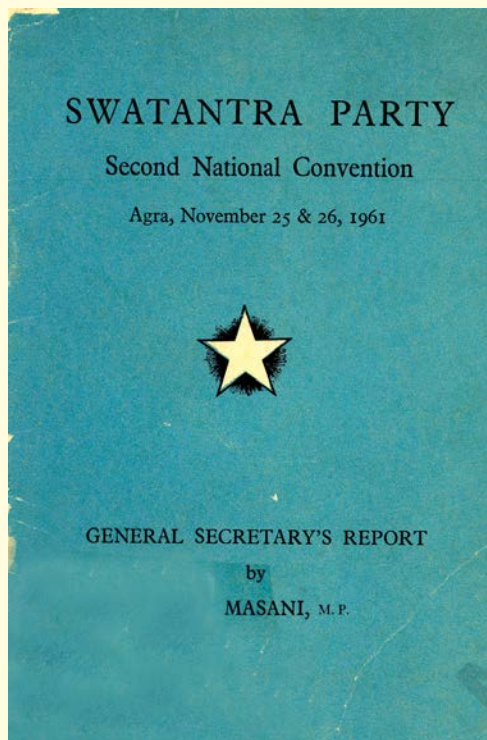 SWATANTRA PARTY
Second National Convention
Agra, November 25 & 26, 1961
GENERAL SECRETARY'S REPORT
by
MASANI, M. P.